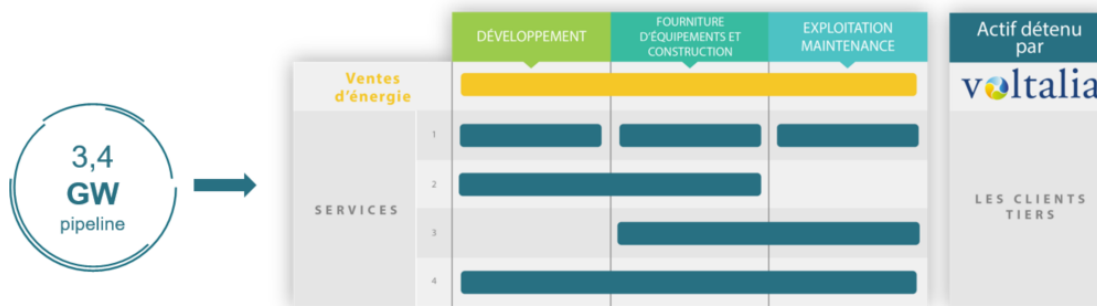 3,4
GW
pipeline
DÉVELOPPEMENT
FOURNITURE
D'ÉQUIPEMENTS ET
CONSTRUCTION
EXPLOITATION
MAINTENANCE
Actif détenu
par
voltalia
Ventes
d'énergie
SERVICES
1
2
3
4
LES CLIENTS
TIERS